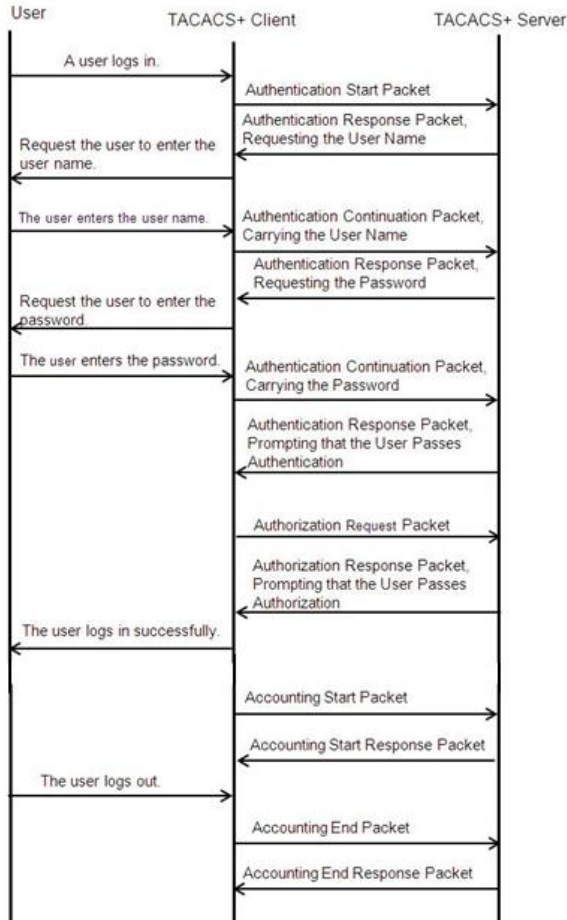 User
TACACS+ Client
TACACS+ Server
A user logs in.
Authentication Start Packet
Authentication Response Packet,
Requesting the User Name
Request the user to enter the
user name.
The user enters the user name.
Authentication Continuation Packet,
Carrying the User Name
Authentication Response Packet,
Requesting the Password
Request the user to enter the
password.
The user enters the password.
Authentication Continuation Packet,
Carrying the Password
Authentication Response Packet,
Prompting that the User Passes
Authentication
Authorization Request Packet
Authorization Response Packet,
Prompting that the User Passes
Authorization
The user logs in successfully.
Accounting Start Packet
Accounting Start Response Packet
The user logs out.
Accounting End Packet
Accounting End Response Packet